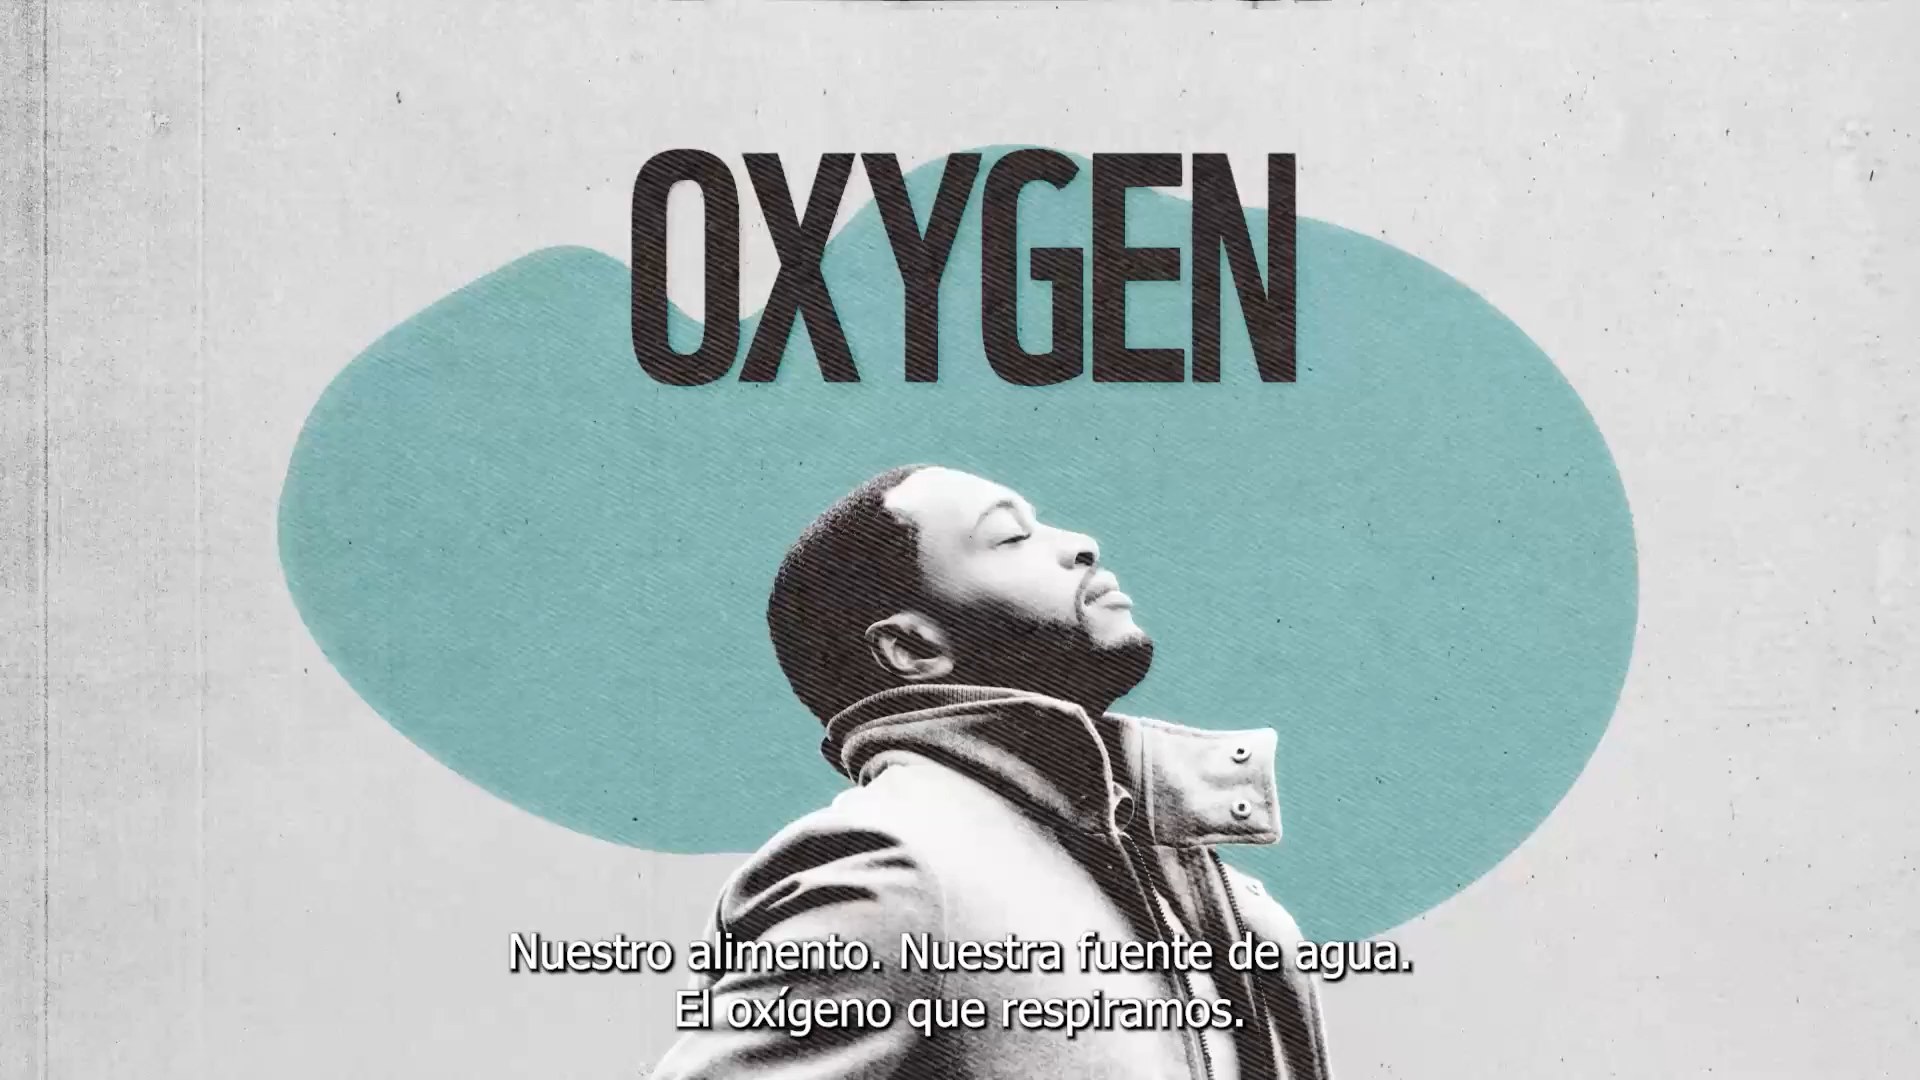 OXYGEN
Nuestro alimento. Nuestra fuente de agua.
El oxígeno que respiramos.